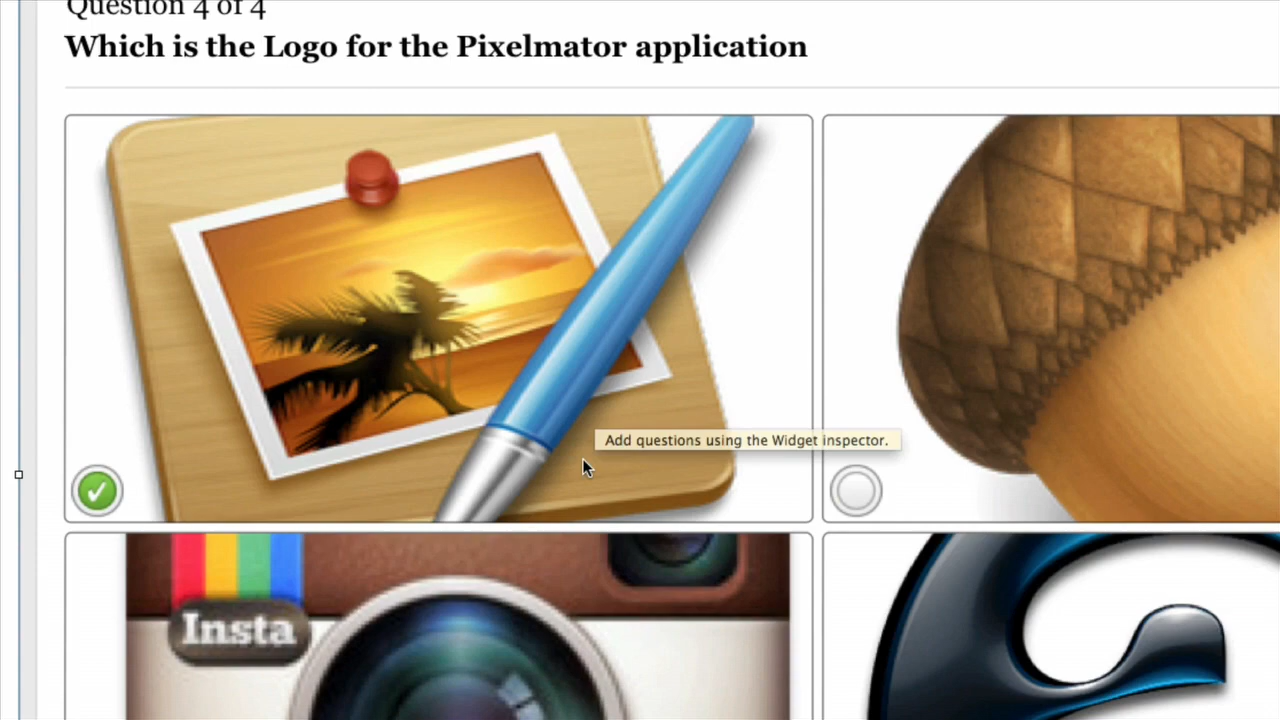 Question 4 of 4
Which is the Logo for the Pixelmator application
Add questions using the Widget inspector.
Insta